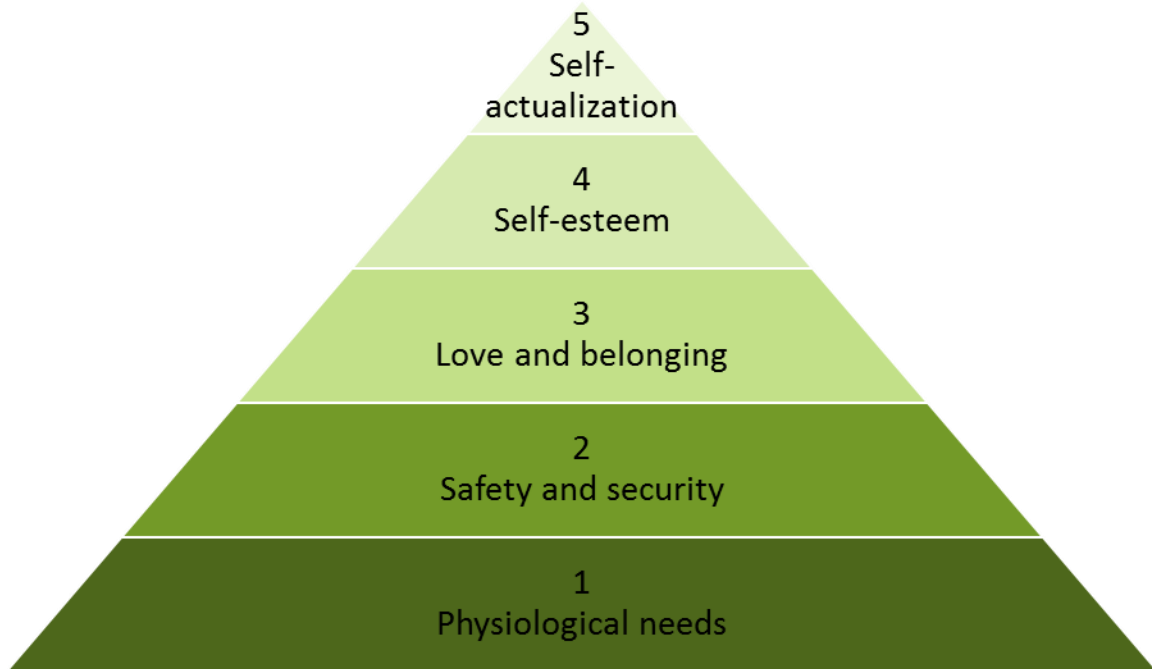 5
Self-
actualization
4
Self-esteem
3
Love and belonging
2
Safety and security
1
Physiological needs